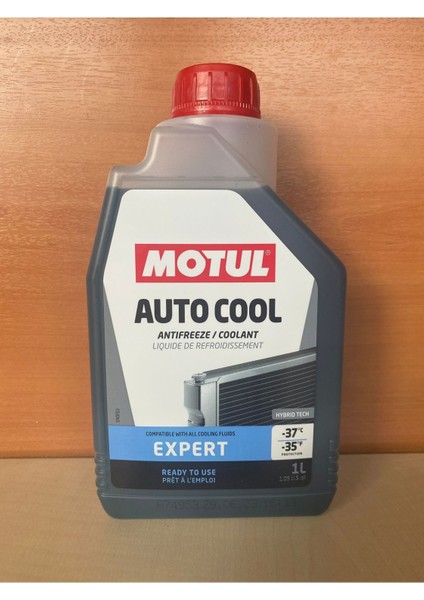 MOTUL
AUTO COOL
ANTIFREEZE / COOLANT
LIQUIDE DE REFROIDISSEMENT
HYBRID TECH
COMPATIBLE WITH ALL COOLING FLUIDS
EXPERT
-37°C
-35°F
PROTECTION
READY TO USE
PRÊT À L'EMPLOI
1L